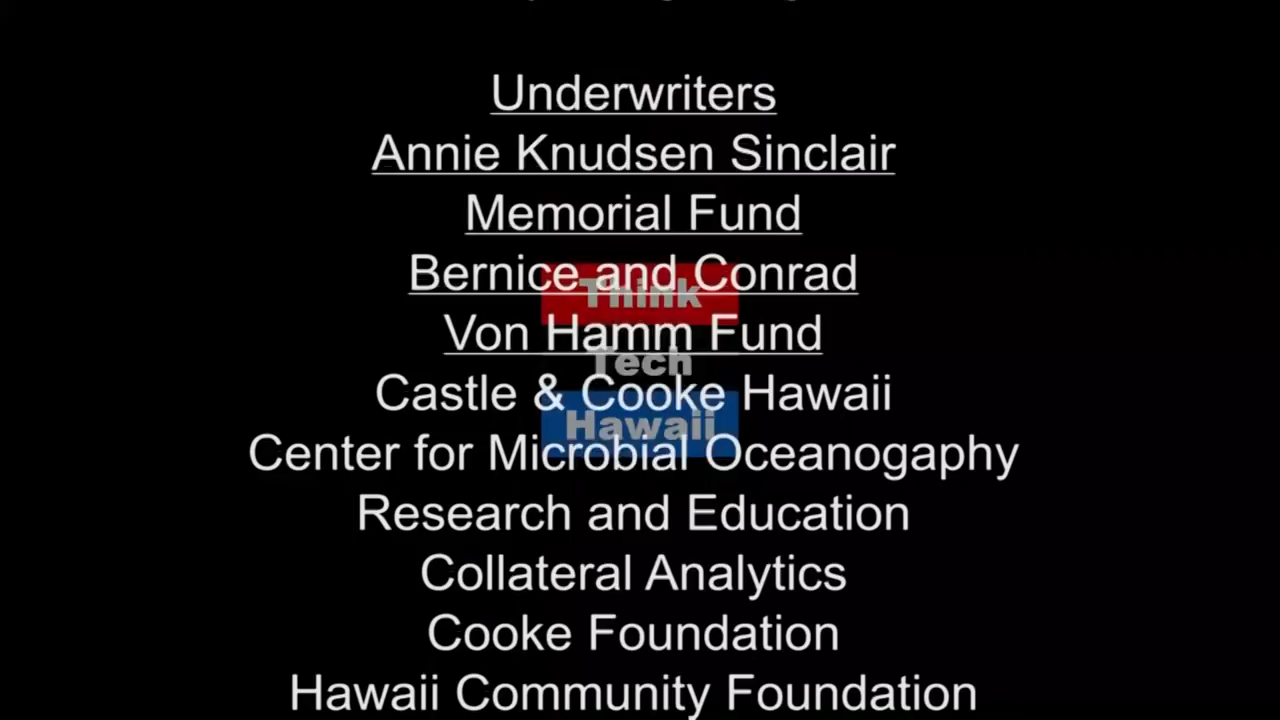 Underwriters
Annie Knudsen Sinclair
Memorial Fund
Bernice and Conrad
Think
Von Hamm Fund
Tech
Castle & Cooke Hawaii
Hawaii
Center for Microbial Oceanogaphy
Research and Education
Collateral Analytics
Cooke Foundation
Hawaii Community Foundation